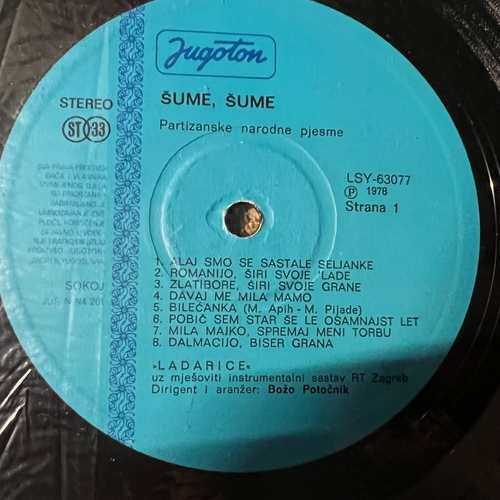 Jugoton
STEREO
ŠUME, ŠUME
ST 33
Partizanske narodne pjesme
LSY-63077
Ⓟ 1978
Strana 1
SOKOJ
1. ALAJ SMO SE SASTALE SELJANKE
2. ROMANIJO, ŠIRI SVOJE LADE
3. ZLATIBORE, ŠIRI SVOJE GRANE
4. DAVAJ ME MILA MAMO
5. BILEĆANKA (M. Apih - M. Pijade)
6. POBIČ SEM STAR ŠE LE OSAMNAJST LET
7. MILA MAJKO, SPREMAJ MENI TORBU
8. DALMACIJO, BISER GRANA
»LADARICE«
uz mješoviti instrumentalni sastav RT Zagreb
Dirigent i aranžer: Božo Potočnik